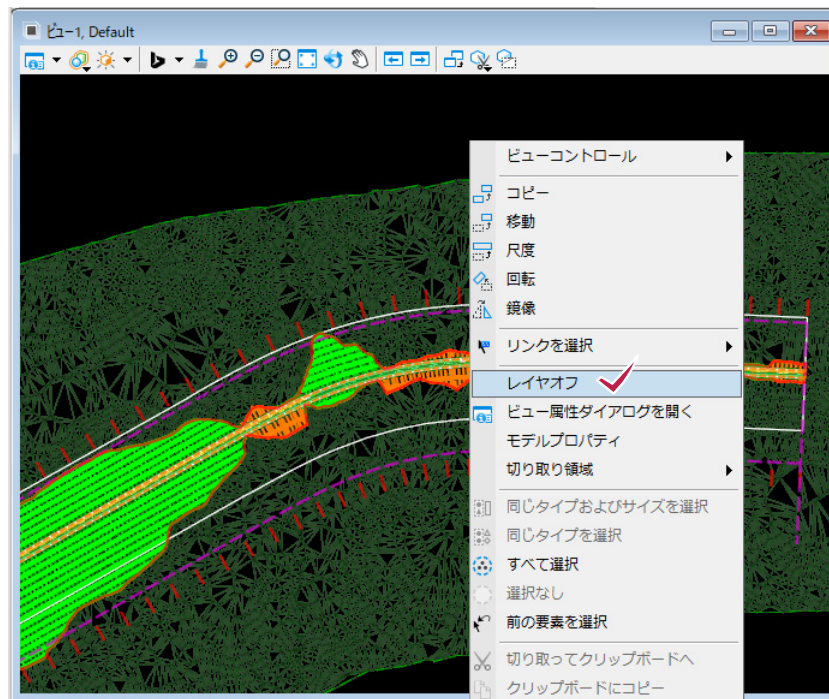 ビュー1, Default
ビューコントロール
コピー
移動
尺度
回転
鏡像
リンクを選択
レイヤオフ
ビュー属性ダイアログを開く
モデルプロパティ
切り取り領域
同じタイプおよびサイズを選択
同じタイプを選択
すべて選択
選択なし
前の要素を選択
切り取ってクリップボードへ
クリップボードにコピー